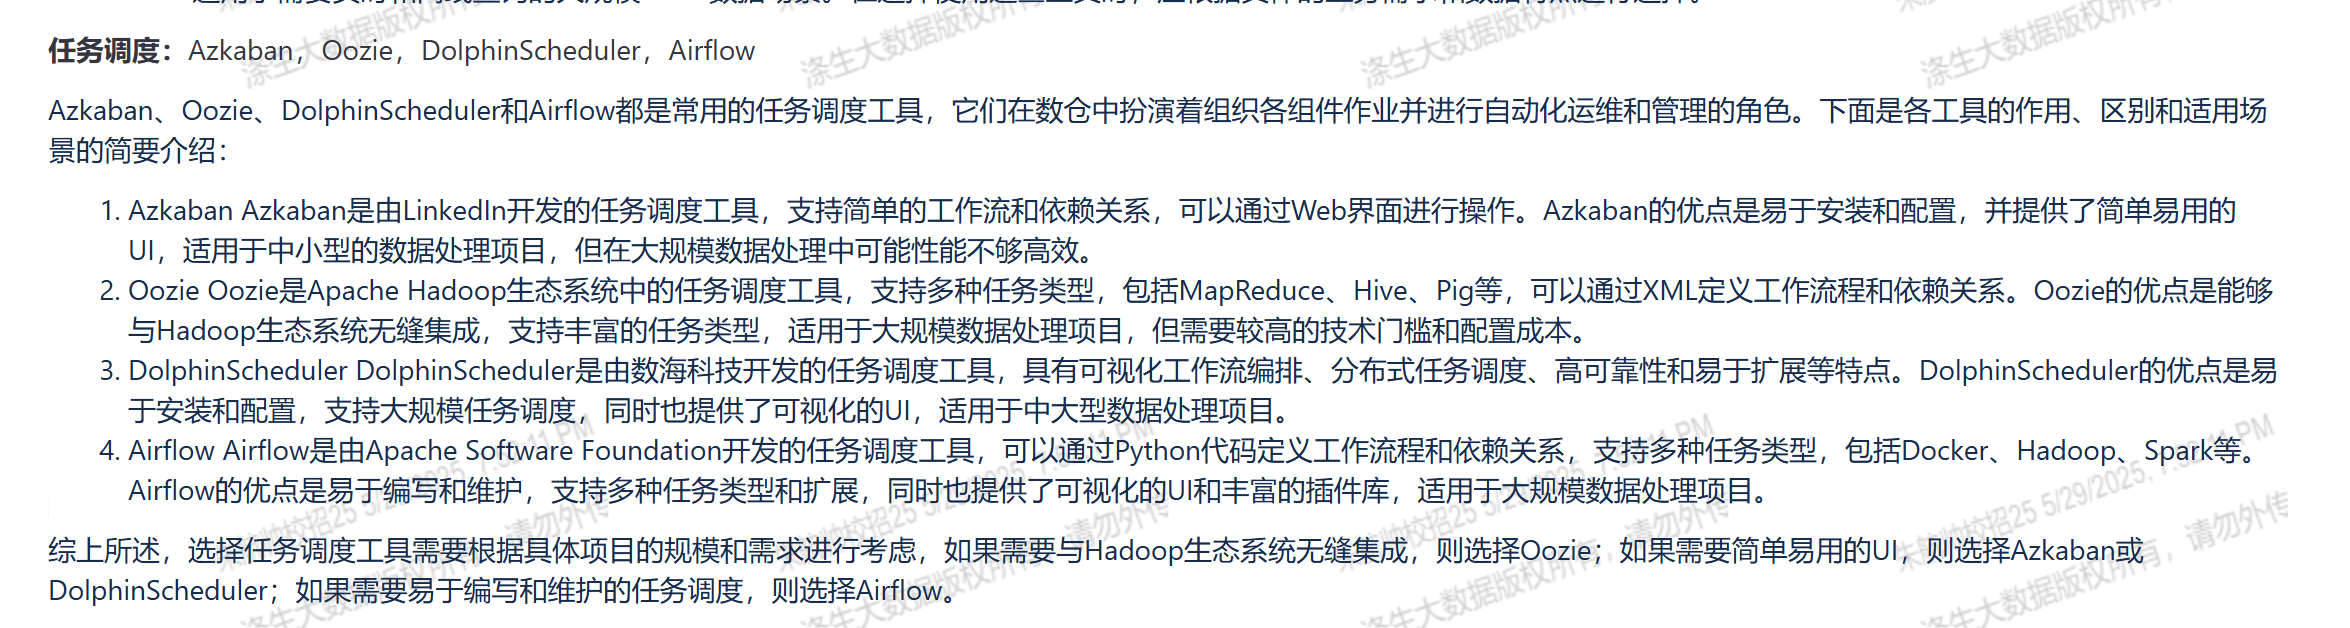 任务调度：Azkaban，Oozie，DolphinScheduler，Airflow
Azkaban、Oozie、DolphinScheduler和Airflow都是常用的任务调度工具，它们在数仓中扮演着组织各组件作业并进行自动化运维和管理的角色。下面是各工具的作用、区别和适用场
景的简要介绍：
1. Azkaban Azkaban是由LinkedIn开发的任务调度工具，支持简单的工作流和依赖关系，可以通过Web界面进行操作。Azkaban的优点是易于安装和配置，并提供了简单易用的
UI，适用于中小型的数据处理项目，但在大规模数据处理中可能性能不够高效。
2. Oozie Oozie是Apache Hadoop生态系统中的任务调度工具，支持多种任务类型，包括MapReduce、Hive、Pig等，可以通过XML定义工作流程和依赖关系。Oozie的优点是能够
与Hadoop生态系统无缝集成，支持丰富的任务类型，适用于大规模数据处理项目，但需要较高的技术门槛和配置成本。
3. DolphinScheduler DolphinScheduler是由数海科技开发的任务调度工具，具有可视化工作流编排、分布式任务调度、高可靠性和易于扩展等特点。DolphinScheduler的优点是易
于安装和配置，支持大规模任务调度，同时也提供了可视化的UI，适用于中大型数据处理项目。
4. Airflow Airflow是由Apache Software Foundation开发的任务调度工具，可以通过Python代码定义工作流程和依赖关系，支持多种任务类型，包括Docker、Hadoop、Spark等。
Airflow的优点是易于编写和维护，支持多种任务类型和扩展，同时也提供了可视化的UI和丰富的插件库，适用于大规模数据处理项目。
综上所述，选择任务调度工具需要根据具体项目的规模和需求进行考虑，如果需要与Hadoop生态系统无缝集成，则选择Oozie；如果需要简单易用的UI，则选择Azkaban或
DolphinScheduler；如果需要易于编写和维护的任务调度，则选择Airflow。